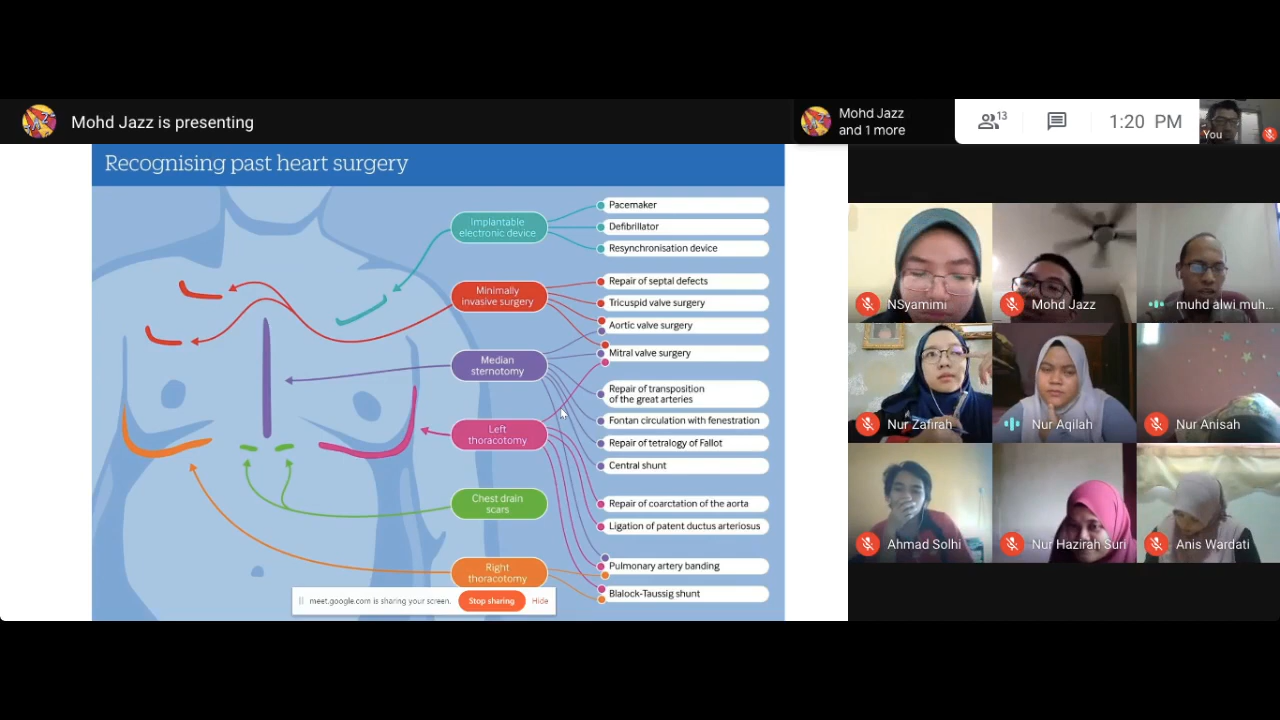 Mohd Jazz is presenting
Mohd Jazz
and 1 more
13
1:20 PM
You
Recognising past heart surgery
Implantable
electronic device
Pacemaker
Defibrillator
Resynchronisation device
Minimally
invasive surgery
Repair of septal defects
Tricuspid valve surgery
Aortic valve surgery
Mitral valve surgery
Median
sternotomy
Repair of transposition
of the great arteries
Fontan circulation with fenestration
Repair of tetralogy of Fallot
Central shunt
Left
thoracotomy
Repair of coarctation of the aorta
Ligation of patent ductus arteriosus
Chest drain
scars
Pulmonary artery banding
Blalock-Taussig shunt
Right
thoracotomy
meet.google.com is sharing your screen.
Stop sharing
Hide
NSyamimi
Mohd Jazz
muhd alwi muh...
Nur Zafirah
Nur Aqilah
Nur Anisah
Ahmad Solhi
Nur Hazirah Suri
Anis Wardati